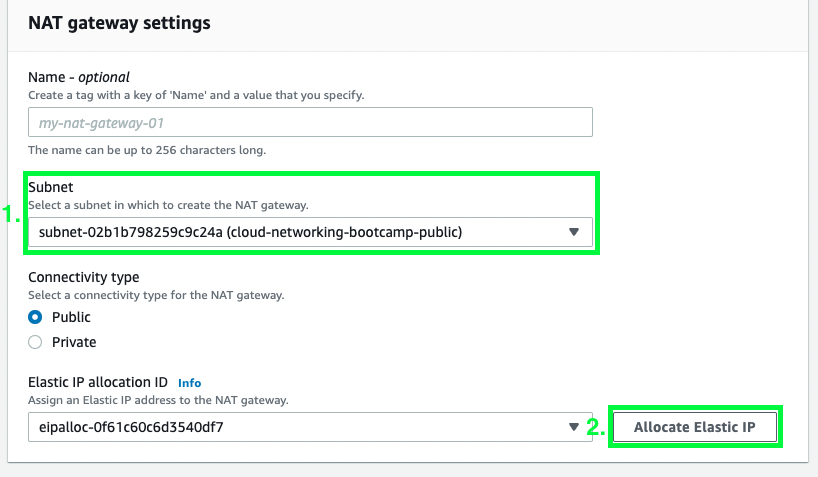 NAT gateway settings
Name - optional
Create a tag with a key of 'Name' and a value that you specify.
my-nat-gateway-01
The name can be up to 256 characters long.
1.
Subnet
Select a subnet in which to create the NAT gateway.
subnet-02b1b798259c9c24a (cloud-networking-bootcamp-public)
Connectivity type
Select a connectivity type for the NAT gateway.
Public
Private
Elastic IP allocation ID Info
Assign an Elastic IP address to the NAT gateway.
eipalloc-0f61c60c6d3540df7
2. Allocate Elastic IP